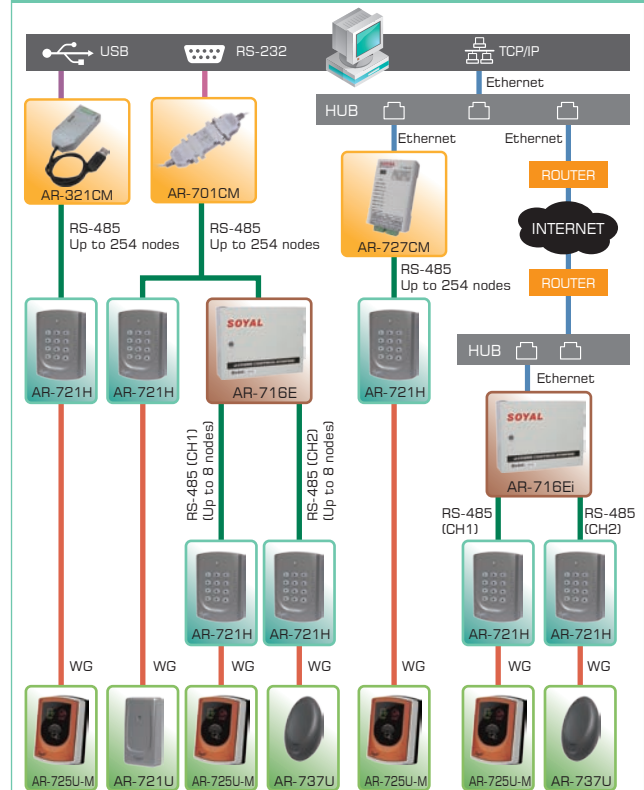 USB
RS-232
TCP/IP
Ethernet
HUB
Ethernet
Ethernet
AR-321CM
AR-701CM
ROUTER
AR-727CM
INTERNET
RS-485
Up to 254 nodes
RS-485
Up to 254 nodes
RS-485
Up to 254 nodes
ROUTER
SOYAL
HUB
AR-721H
AR-721H
AR-716E
AR-721H
Ethernet
SOYAL
RS-485 (CH1)
(Up to 8 nodes)
RS-485 (CH2)
(Up to 8 nodes)
AR-716Ei
RS-485
(CH1)
RS-485
(CH2)
AR-721H
AR-721H
AR-721H
AR-721H
WG
WG
WG
WG
WG
WG
WG
AR-725U-M
AR-721U
AR-725U-M
AR-737U
AR-725U-M
AR-725U-M
AR-737U